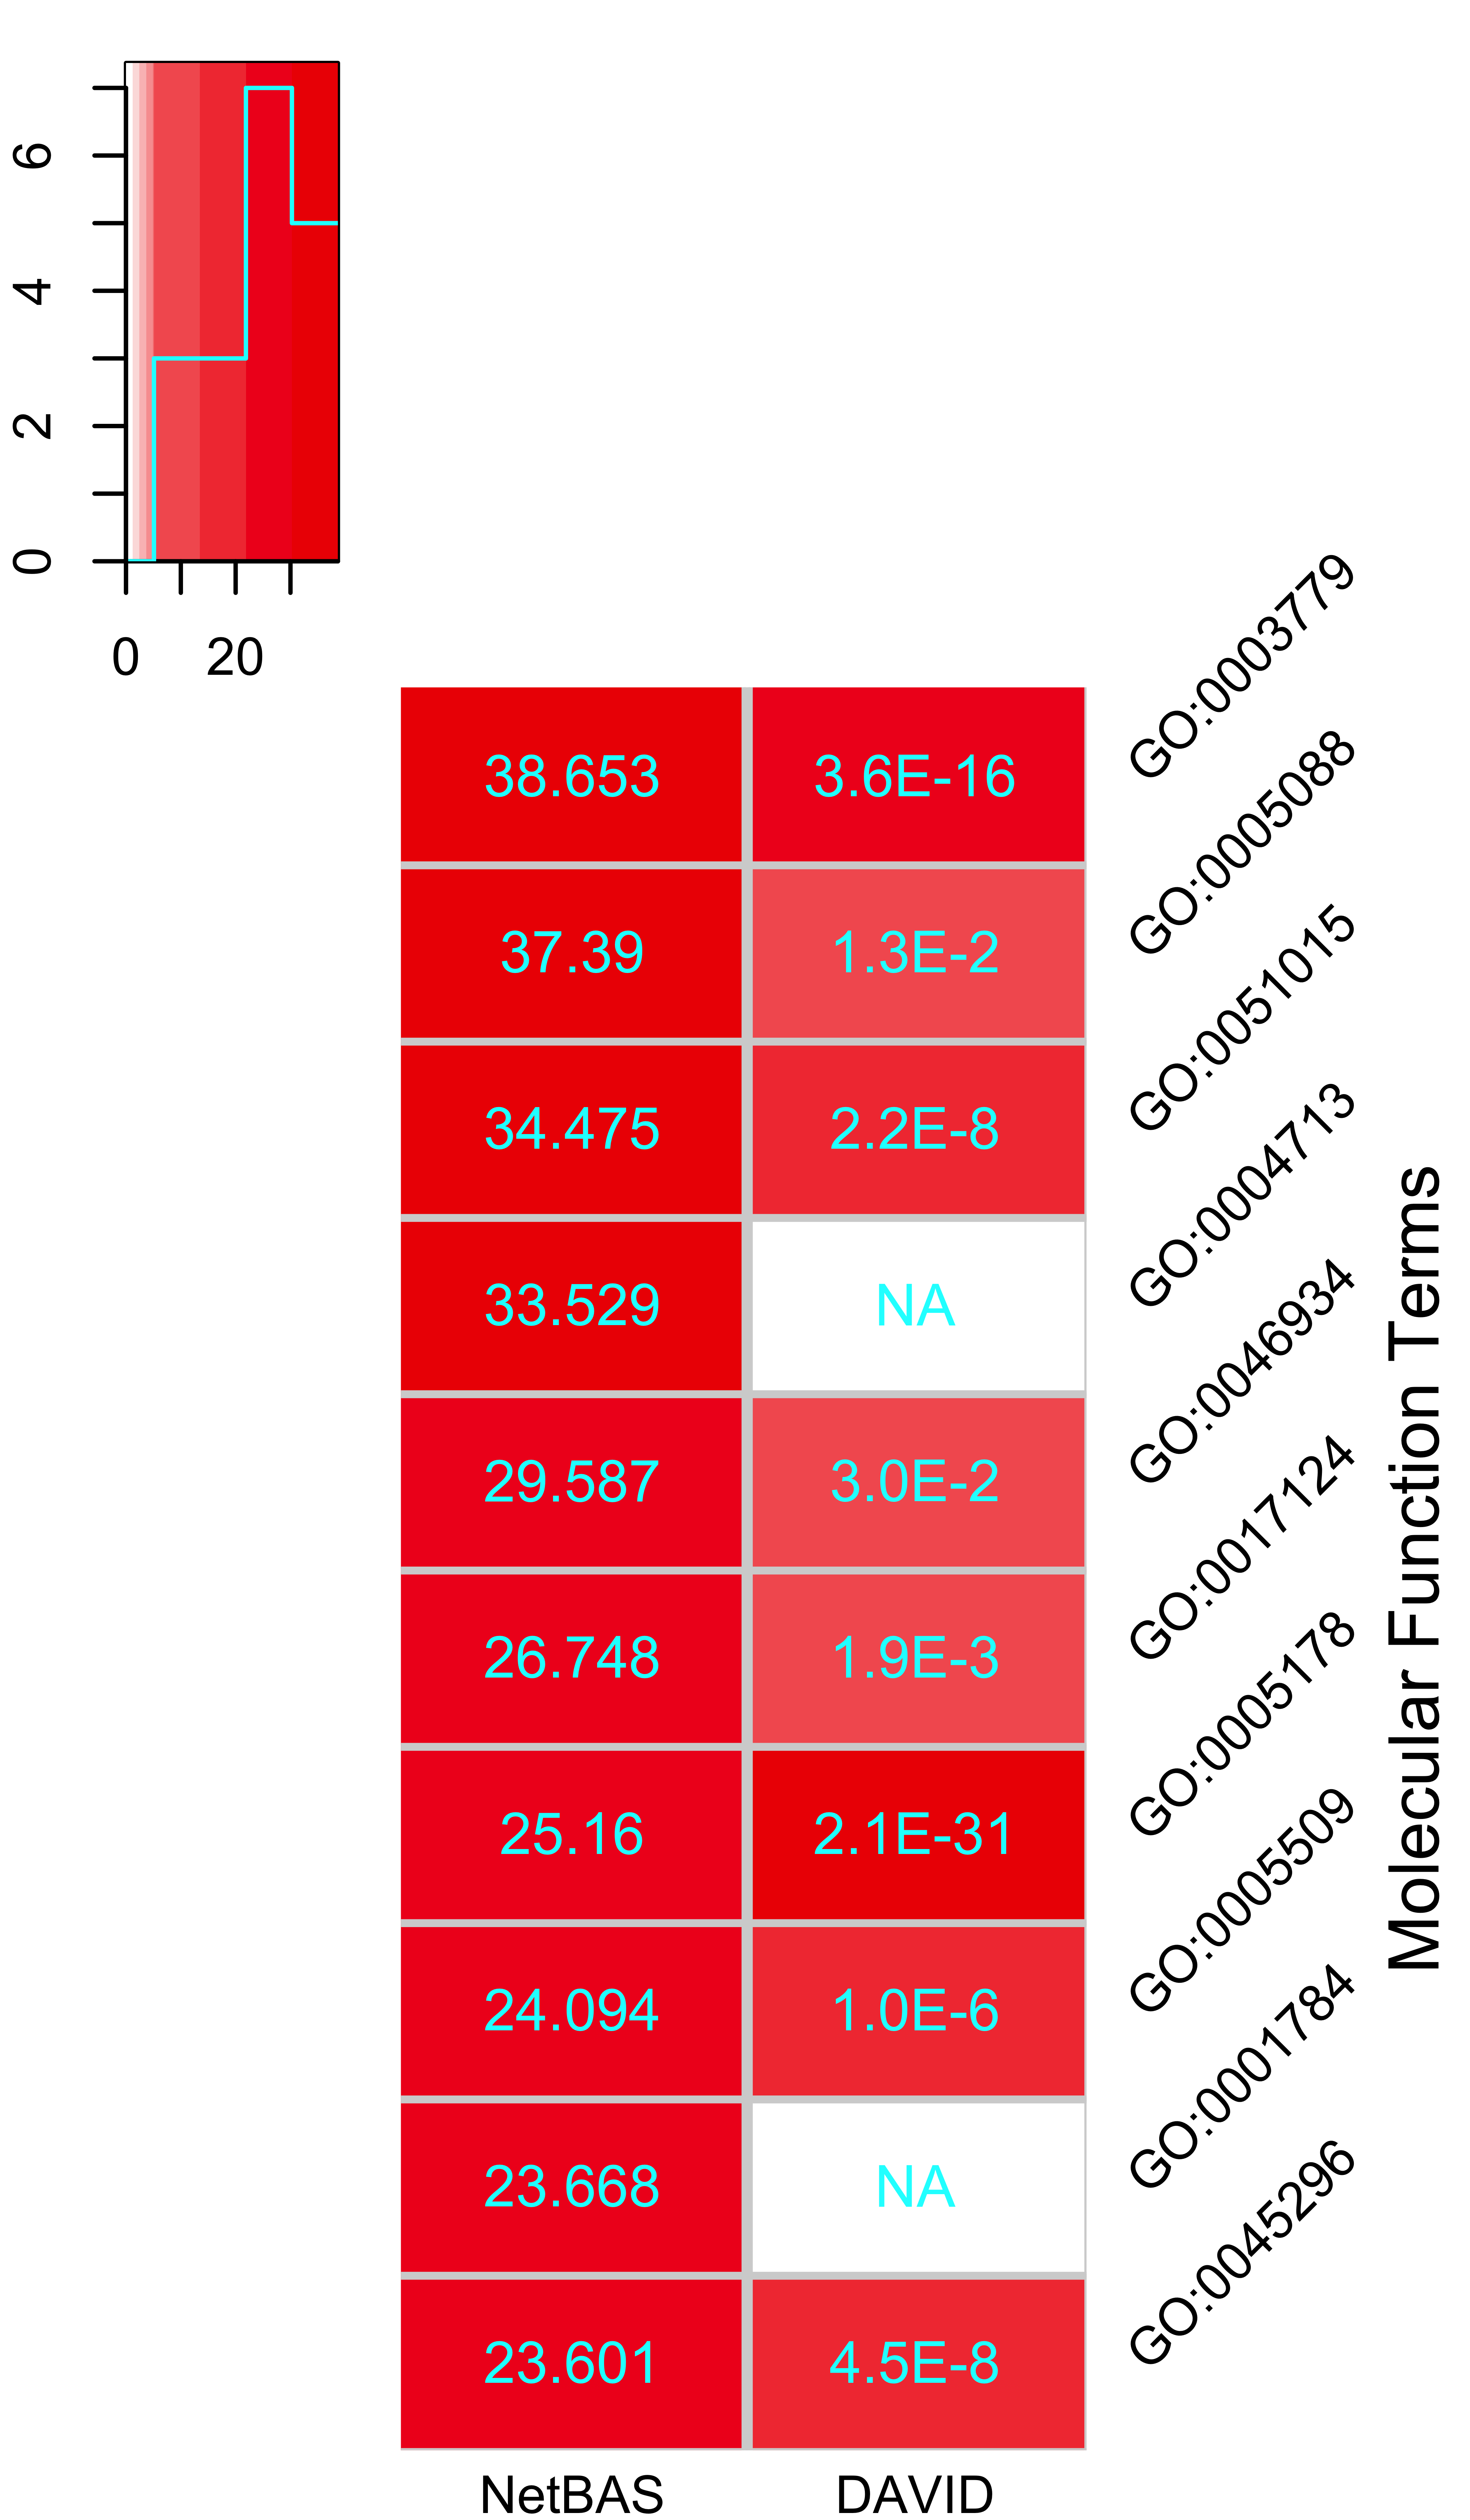 6
4
2
0
0 20
GO:0003779
38.653 3.6E-16
GO:0005088
37.39 1.3E-2
GO:0051015
34.475 2.2E-8
GO:0004713
33.529 NA
GO:0046934
29.587 3.0E-2
GO:0017124
26.748 1.9E-3
GO:0005178
25.16 2.1E-31
GO:0005509
24.094 1.0E-6
GO:0001784
23.668 NA
GO:0045296
23.601 4.5E-8
Molecular Function Terms
NetBAS DAVID